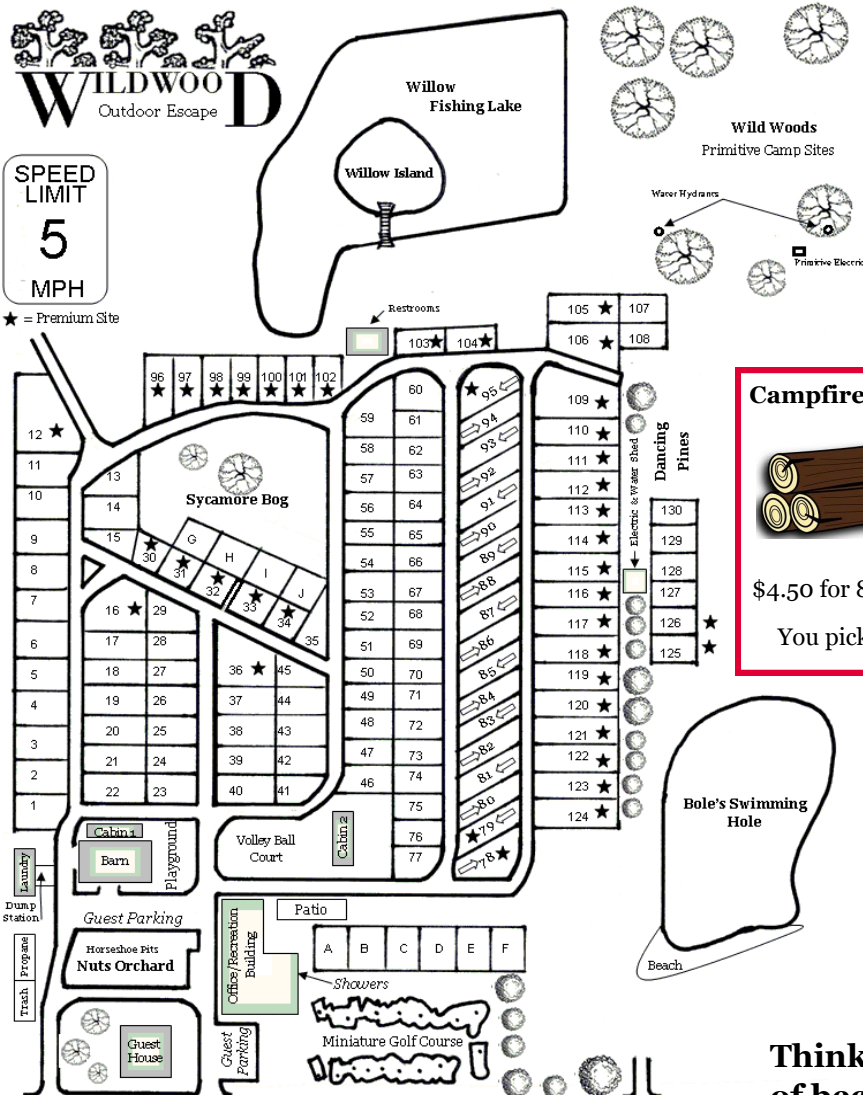 WILDWOOD
Outdoor Escape
SPEED
LIMIT
5
MPH
★ = Premium Site
Willow
Fishing Lake
Willow Island
Wild Woods
Primitive Camp Sites
Water Hydrants
Restrooms
105 107
106 108
103 104
96 97 98 99 100 101 102
12
11
10
9
8
7
6
5
4
3
2
1
13
14
15
Sycamore Bog
G
H
I
J
30
31
32
33
34
35
16 29
17 28
18 27
19 26
20 25
21 24
22 23
36 45
37 44
38 43
39 42
40 41
59
58
57
56
55
54
53
52
51
50
49
48
47
46
60
61
62
63
64
65
66
67
68
69
70
71
72
73
74
75
76
77
95
94
93
92
91
90
89
88
87
86
85
84
83
82
81
80
79
78
109
110
111
112
113
114
115
116
117
118
119
120
121
122
123
124
Electric & Water Shed
Dancing
Pines
130
129
128
127
126
125
Campfire
$4.50 for 8
You pick
Bole's Swimming
Hole
Beach
Cabin 1
Barn
Playground
Volley Ball
Court
Cabin 2
Laundry
Dump
Station
Guest Parking
Horseshoe Pits
Nuts Orchard
Propane
Trash
Guest
House
Office/Recreation
Building
Patio
A B C D E F
Showers
Guest
Parking
Miniature Golf Course
Think